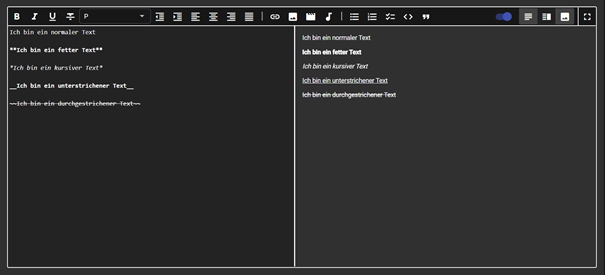 B I U T P
Ich bin ein normaler Text
**Ich bin ein fetter Text**
*Ich bin ein kursiver Text*
__Ich bin ein unterstrichener Text__
~~Ich bin ein durchgestrichener Text~~
Ich bin ein normaler Text
Ich bin ein fetter Text
Ich bin ein kursiver Text
Ich bin ein unterstrichener Text
Ich bin ein durchgestrichener Text